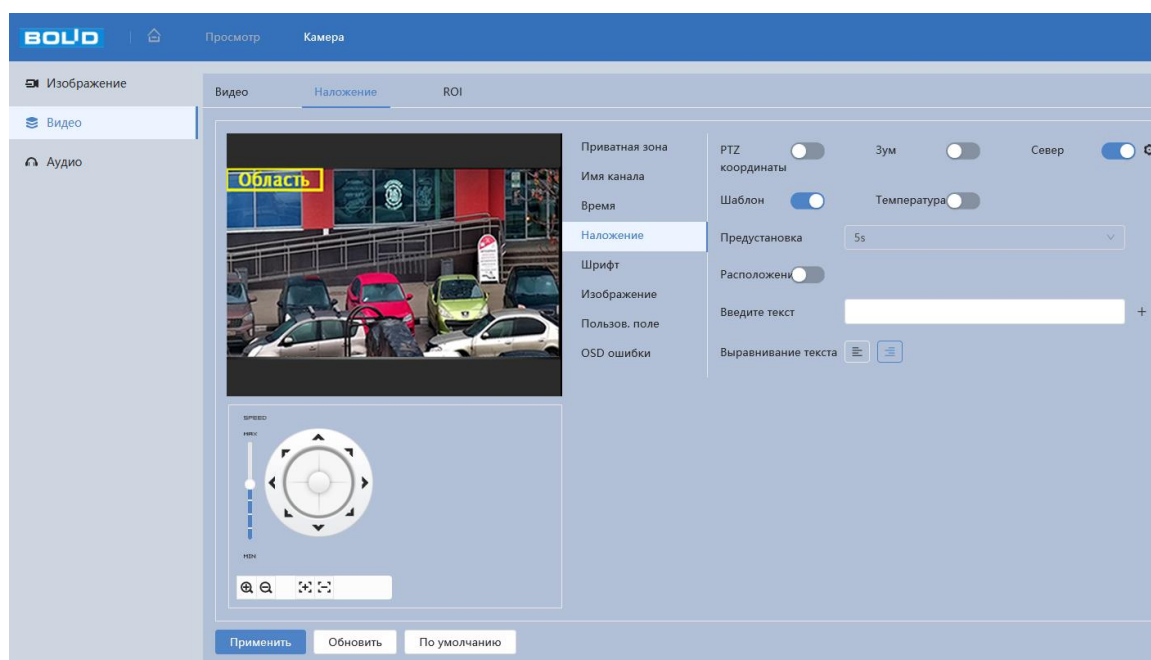 BOLID
Просмотр
Камера
Изображение
Видео
Аудио
Видео
Наложение
ROI
Область
Приватная зона
Имя канала
Время
Наложение
Шрифт
Изображение
Пользов. поле
OSD ошибки
PTZ
координаты
Зум
Север
Шаблон
Температура
Предустановка
5s
Расположени
Введите текст
Выравнивание текста
SPEED
MAX
MIN
Применить
Обновить
По умолчанию